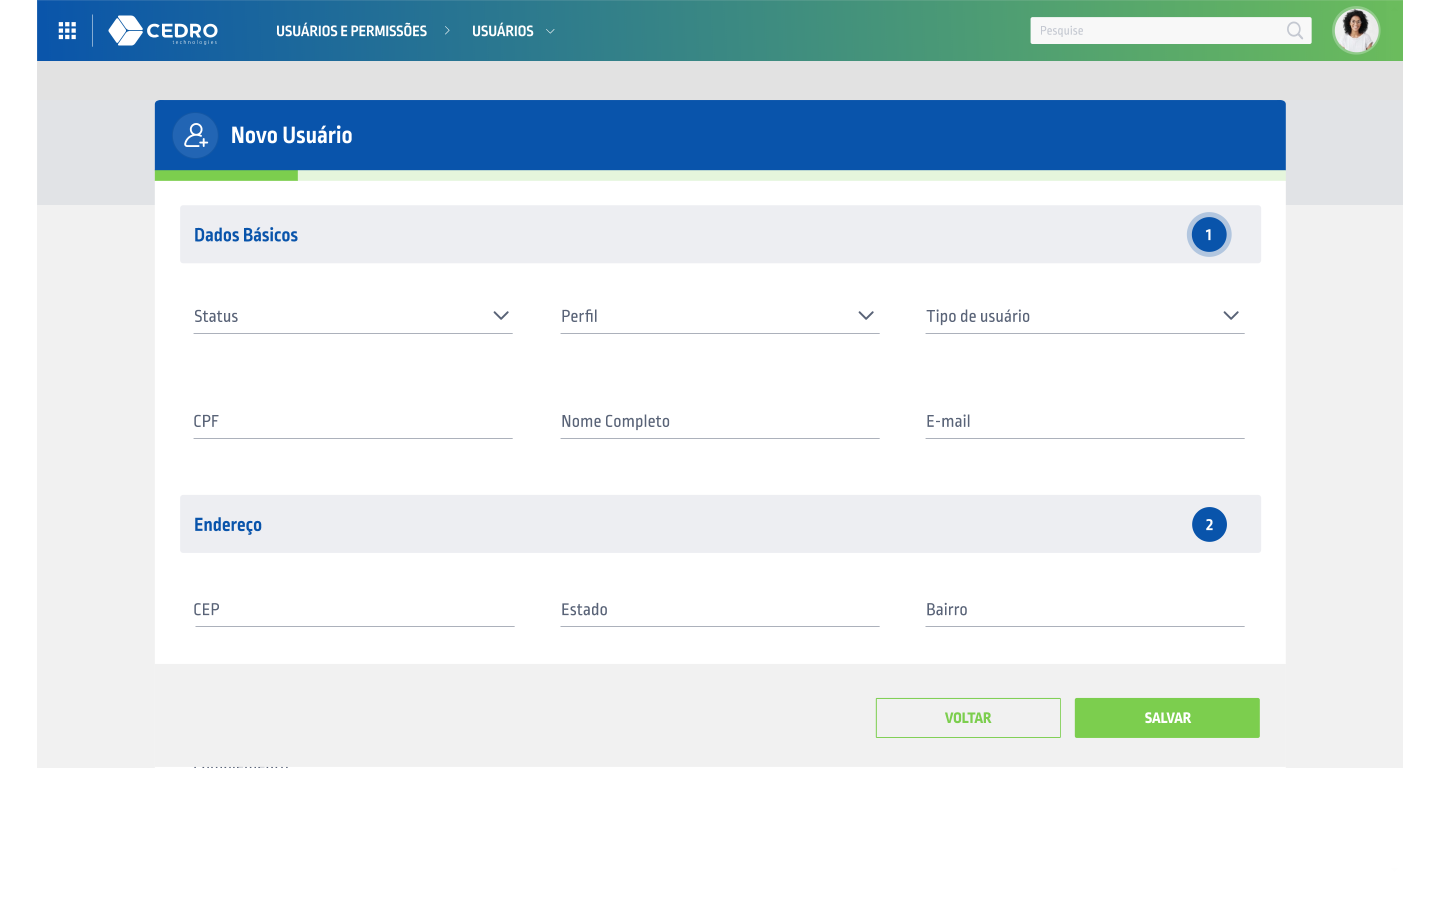 CEDRO
technologies
USUÁRIOS E PERMISSÕES > USUÁRIOS
Pesquise
Novo Usuário
Dados Básicos 1
Status Perfil Tipo de usuário
CPF Nome Completo E-mail
Endereço 2
CEP Estado Bairro
VOLTAR SALVAR